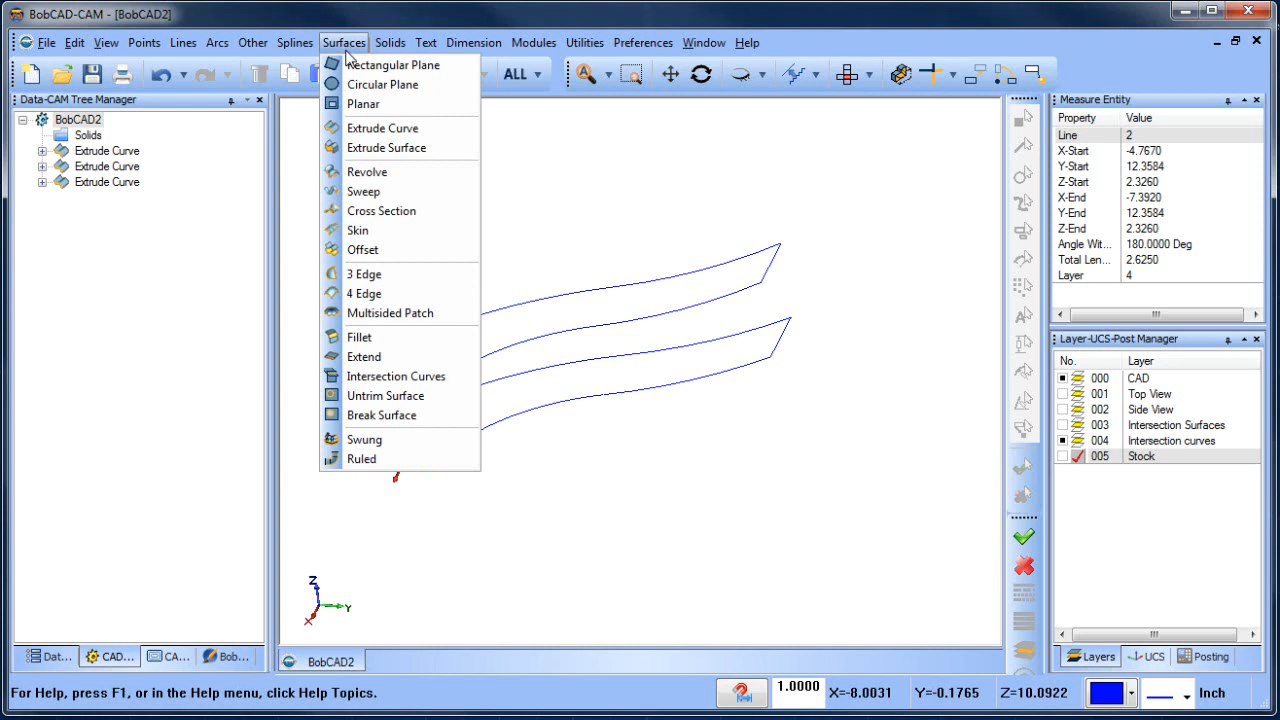 BobCAD-CAM - [BobCAD2]
File Edit View Points Lines Arcs Other Splines Surfaces Solids Text Dimension Modules Utilities Preferences Window Help
ALL
Data-CAM Tree Manager
BobCAD2
Solids
Extrude Curve
Extrude Curve
Extrude Curve
Rectangular Plane
Circular Plane
Planar
Extrude Curve
Extrude Surface
Revolve
Sweep
Cross Section
Skin
Offset
3 Edge
4 Edge
Multisided Patch
Fillet
Extend
Intersection Curves
Untrim Surface
Break Surface
Swung
Ruled
Z
Y
X
Measure Entity
Property Value
Line 2
X-Start -4.7670
Y-Start 12.3584
Z-Start 2.3260
X-End -7.3920
Y-End 12.3584
Z-End 2.3260
Angle Wit... 180.0000 Deg
Total Len... 2.6250
Layer 4
Layer-UCS-Post Manager
No. Layer
000 CAD
001 Top View
002 Side View
003 Intersection Surfaces
004 Intersection curves
005 Stock
Dat... CAD... CA... Bob...
BobCAD2
Layers UCS Posting
For Help, press F1, or in the Help menu, click Help Topics.
1.0000 X=-8.0031 Y=-0.1765 Z=10.0922 Inch